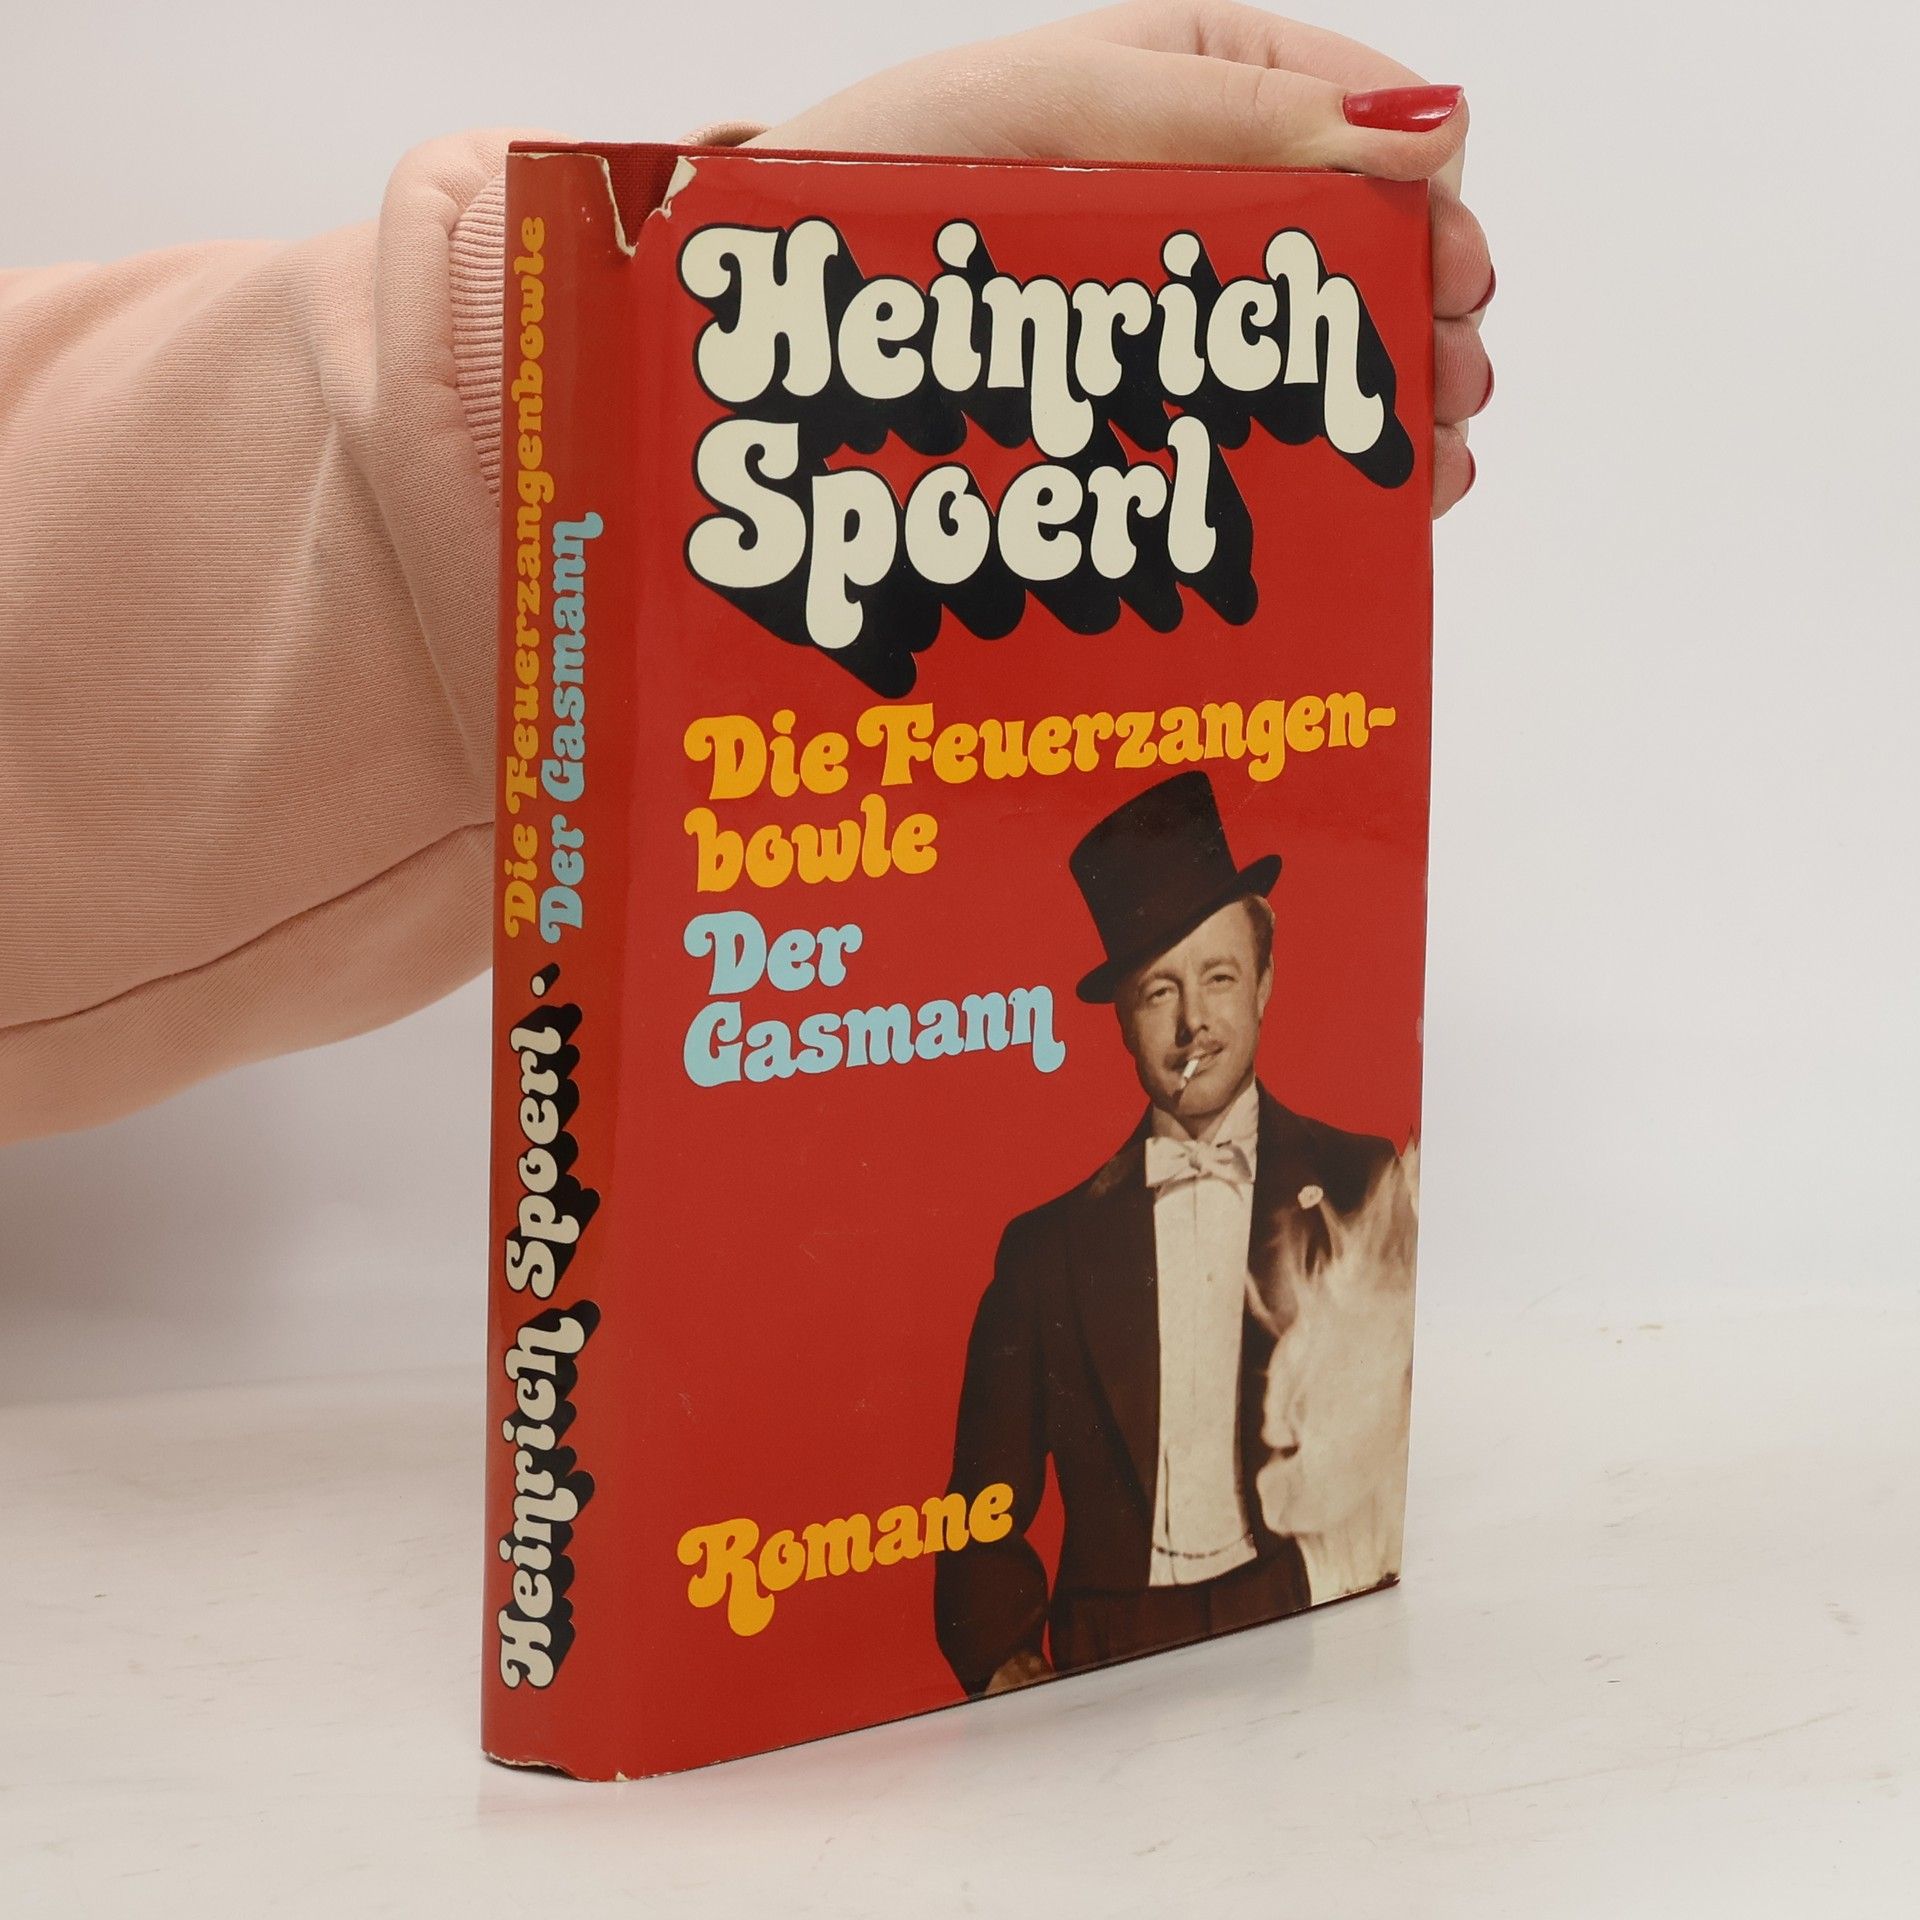 Heinrich
Spoerl
Die Feuerzangen-
bowle
Der
Gasmann
Romane
Heinrich Spoerl · Die Feuerzangenbowle
Der Gasmann